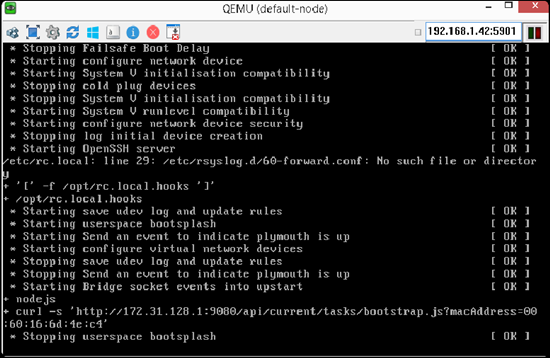 QEMU (default-node)
192.168.1.42:5901
* Stopping Failsafe Boot Delay [ OK ]
* Starting configure network device [ OK ]
* Starting System V initialisation compatibility [ OK ]
* Stopping cold plug devices [ OK ]
* Stopping System V initialisation compatibility [ OK ]
* Starting System V runlevel compatibility [ OK ]
* Starting configure network device security [ OK ]
* Stopping log initial device creation [ OK ]
* Starting OpenSSH server [ OK ]
/etc/rc.local: line 29: /etc/rsyslog.d/60-forward.conf: No such file or director
y
+ '[' -f /opt/rc.local.hooks ']'
+ /opt/rc.local.hooks
* Starting save udev log and update rules [ OK ]
* Starting userspace bootsplash [ OK ]
* Starting Send an event to indicate plymouth is up [ OK ]
* Starting configure virtual network devices [ OK ]
* Stopping save udev log and update rules [ OK ]
* Stopping Send an event to indicate plymouth is up [ OK ]
* Starting Bridge socket events into upstart [ OK ]
+ nodejs
+ curl -s 'http://172.31.128.1:9080/api/current/tasks/bootstrap.js?macAddress=00
:60:16:6d:4e:c4'
* Stopping userspace bootsplash [ OK ]